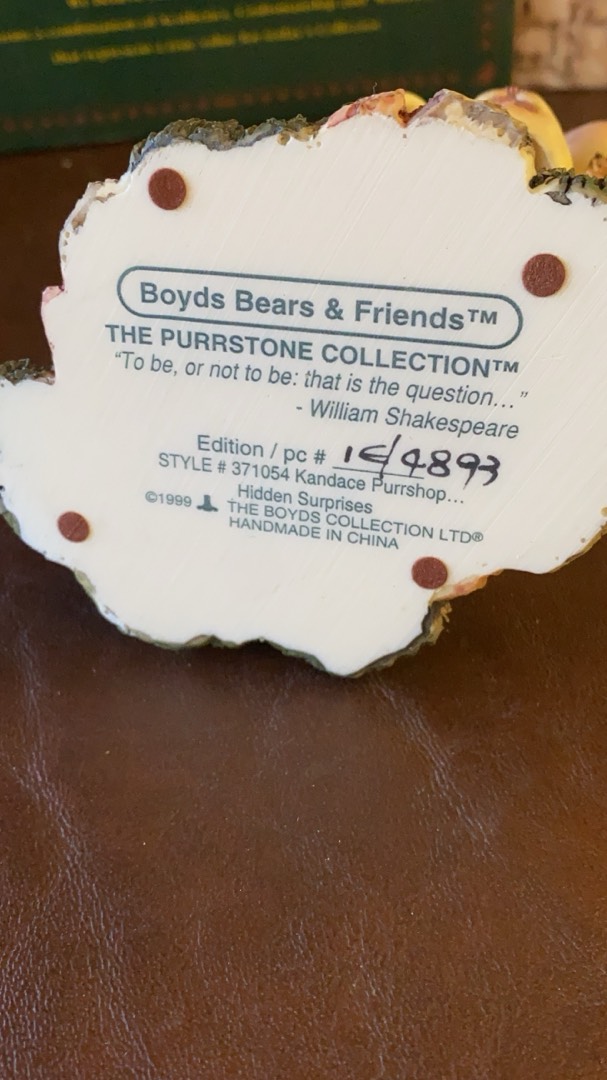 Boyds Bears & Friends™
THE PURRSTONE COLLECTION™
"To be, or not to be: that is the question..."
- William Shakespeare
Edition / pc # 1E/4893
STYLE # 371054 Kandace Purrshop...
Hidden Surprises
©1999 THE BOYDS COLLECTION LTD®
HANDMADE IN CHINA